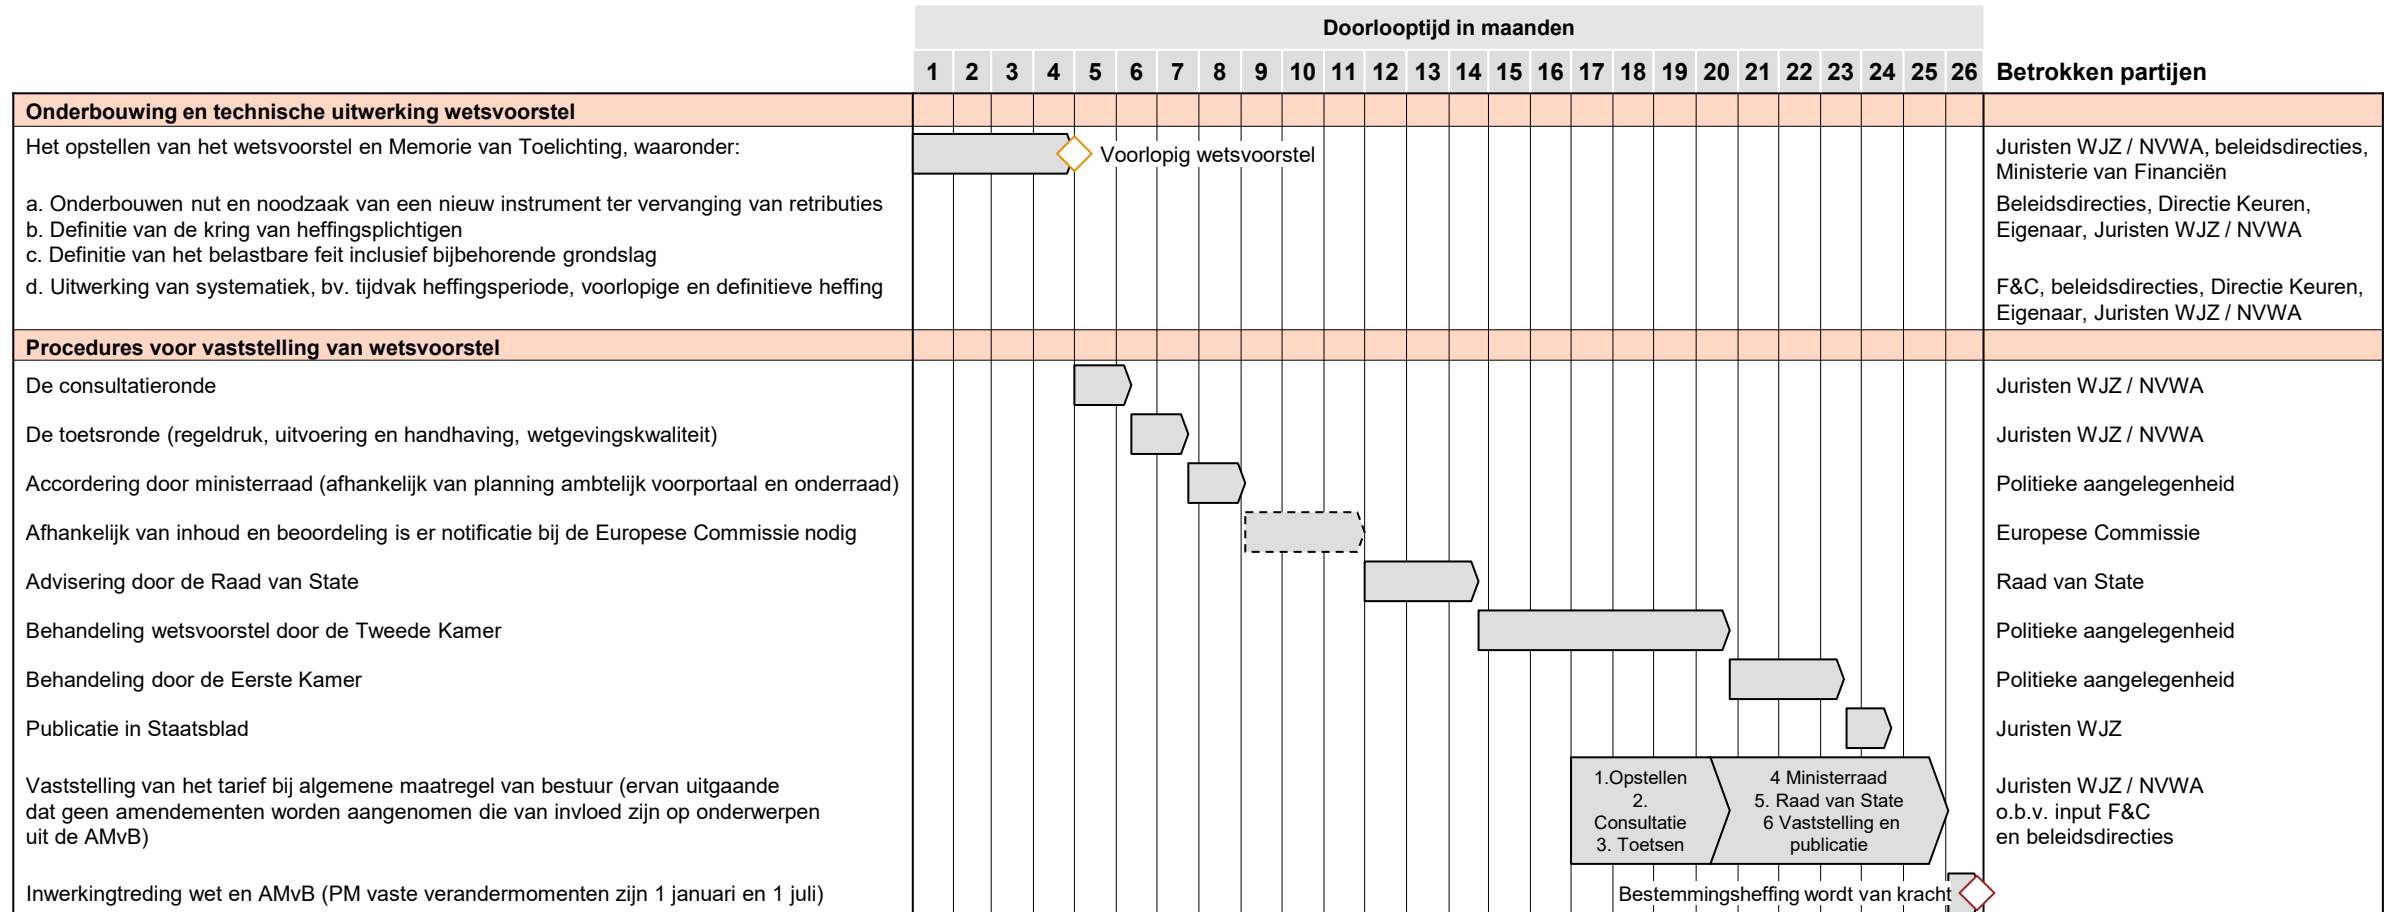 Doorlooptijd in maanden
1 2 3 4 5 6 7 8 9 10 11 12 13 14 15 16 17 18 19 20 21 22 23 24 25 26 Betrokken partijen
Onderbouwing en technische uitwerking wetsvoorstel
Het opstellen van het wetsvoorstel en Memorie van Toelichting, waaronder:
Voorlopig wetsvoorstel
Juristen WJZ / NVWA, beleidsdirecties,
Ministerie van Financiën
a. Onderbouwen nut en noodzaak van een nieuw instrument ter vervanging van retributies
b. Definitie van de kring van heffingsplichtigen
c. Definitie van het belastbare feit inclusief bijbehorende grondslag
Beleidsdirecties, Directie Keuren,
Eigenaar, Juristen WJZ / NVWA
d. Uitwerking van systematiek, bv. tijdvak heffingsperiode, voorlopige en definitieve heffing
F&C, beleidsdirecties, Directie Keuren,
Eigenaar, Juristen WJZ / NVWA
Procedures voor vaststelling van wetsvoorstel
De consultatieronde
Juristen WJZ / NVWA
De toetsronde (regeldruk, uitvoering en handhaving, wetgevingskwaliteit)
Juristen WJZ / NVWA
Accordering door ministerraad (afhankelijk van planning ambtelijk voorportaal en onderraad)
Politieke aangelegenheid
Afhankelijk van inhoud en beoordeling is er notificatie bij de Europese Commissie nodig
Europese Commissie
Advisering door de Raad van State
Raad van State
Behandeling wetsvoorstel door de Tweede Kamer
Politieke aangelegenheid
Behandeling door de Eerste Kamer
Politieke aangelegenheid
Publicatie in Staatsblad
Juristen WJZ
Vaststelling van het tarief bij algemene maatregel van bestuur (ervan uitgaande
dat geen amendementen worden aangenomen die van invloed zijn op onderwerpen
uit de AMvB)
1.Opstellen
2.
Consultatie
3. Toetsen
4 Ministerraad
5. Raad van State
6 Vaststelling en
publicatie
Juristen WJZ / NVWA
o.b.v. input F&C
en beleidsdirecties
Inwerkingtreding wet en AMvB (PM vaste verandermomenten zijn 1 januari en 1 juli)
Bestemmingsheffing wordt van kracht